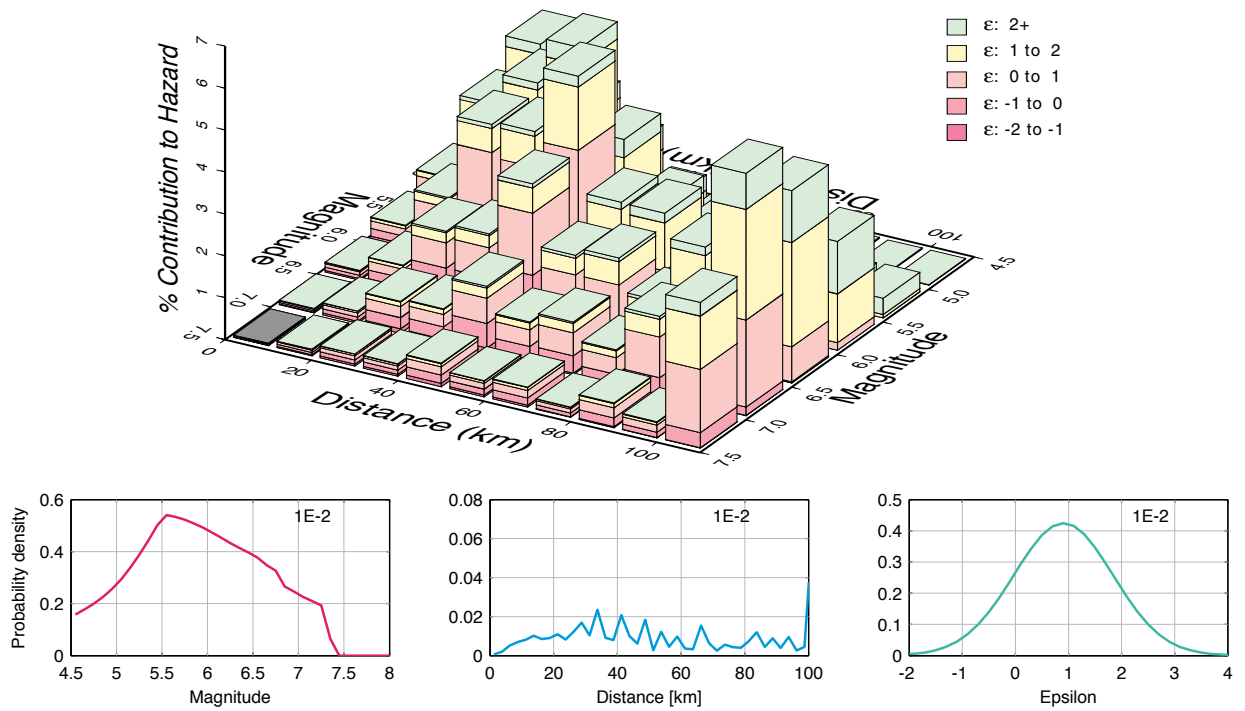 % Contribution to Hazard
7
6
5
4
3
2
1
0
ε: 2+
ε: 1 to 2
ε: 0 to 1
ε: -1 to 0
ε: -2 to -1
Magnitude
5.5
6.0
6.5
7.0
7.5
km)
Dis
100
4.5
5.0
5.5
6.0
6.5
7.0
7.5
Magnitude
20
40
60
80
100
Distance (km)
Probability density
0.6
0.4
0.2
0
1E-2
4.5 5 5.5 6 6.5 7 7.5 8
Magnitude
0.08
0.06
0.04
0.02
0
1E-2
0 20 40 60 80 100
Distance [km]
0.5
0.4
0.3
0.2
0.1
0
1E-2
-2 -1 0 1 2 3 4
Epsilon